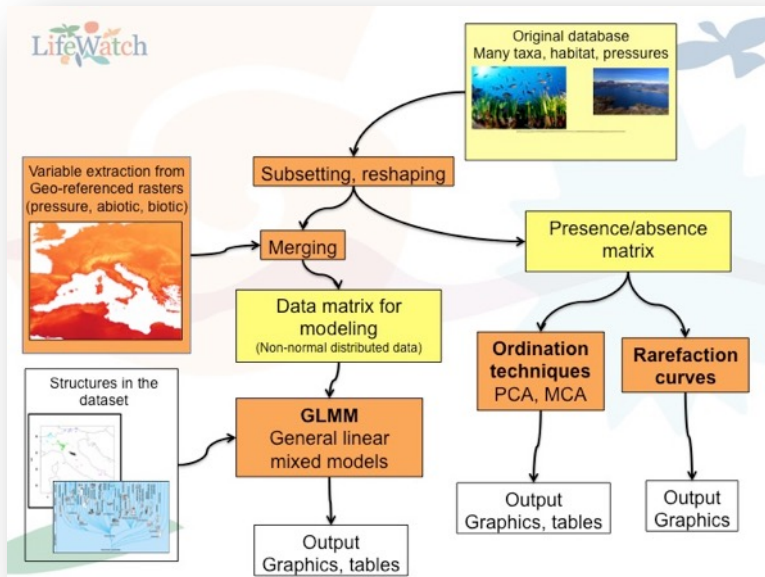 LifeWatch
Original database
Many taxa, habitat, pressures
Variable extraction from
Geo-referenced rasters
(pressure, abiotic, biotic)
Subsetting, reshaping
Merging
Presence/absence
matrix
Data matrix for
modeling
(Non-normal distributed data)
Structures in the
dataset
GLMM
General linear
mixed models
Ordination
techniques
PCA, MCA
Rarefaction
curves
Output
Graphics, tables
Output
Graphics, tables
Output
Graphics